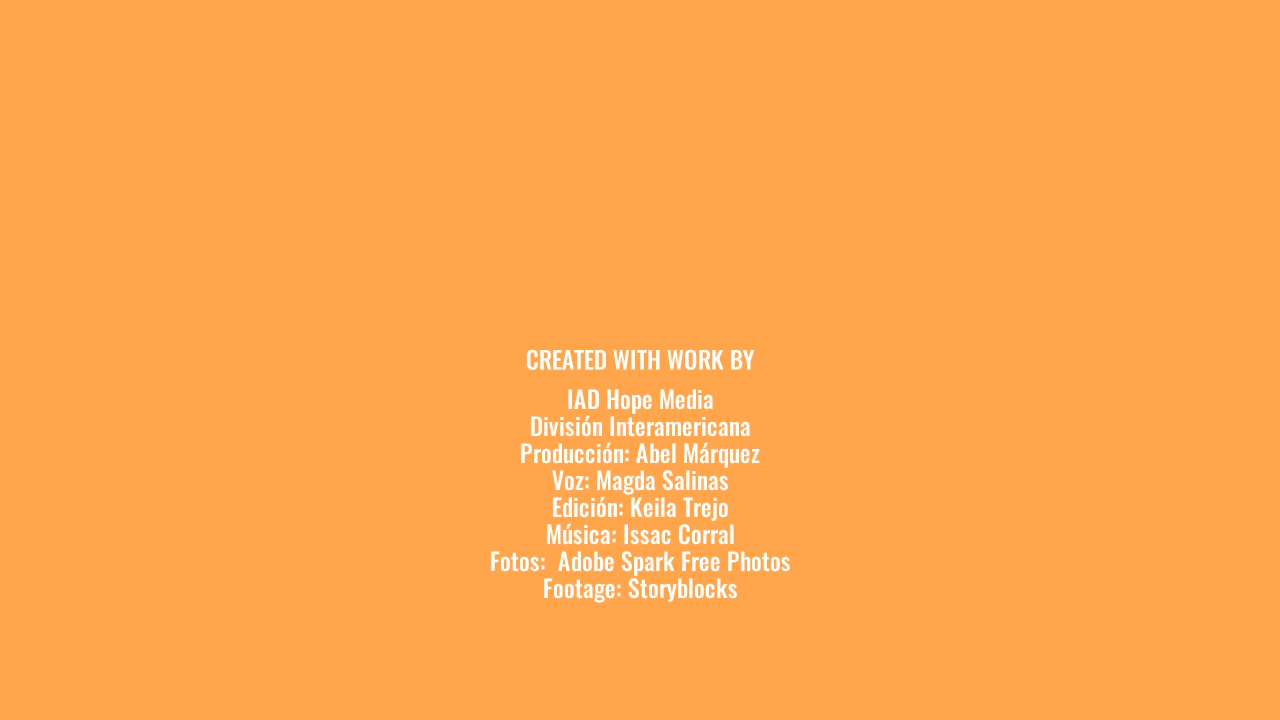 CREATED WITH WORK BY
IAD Hope Media
División Interamericana
Producción: Abel Márquez
Voz: Magda Salinas
Edición: Keila Trejo
Música: Issac Corral
Fotos:  Adobe Spark Free Photos
Footage: Storyblocks